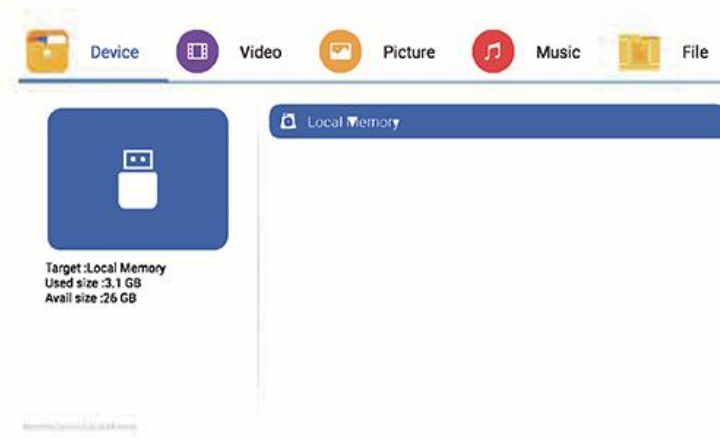 Device
Video
Picture
Music
File
Local Memory
Target :Local Memory
Used size :3.1 GB
Avail size :26 GB